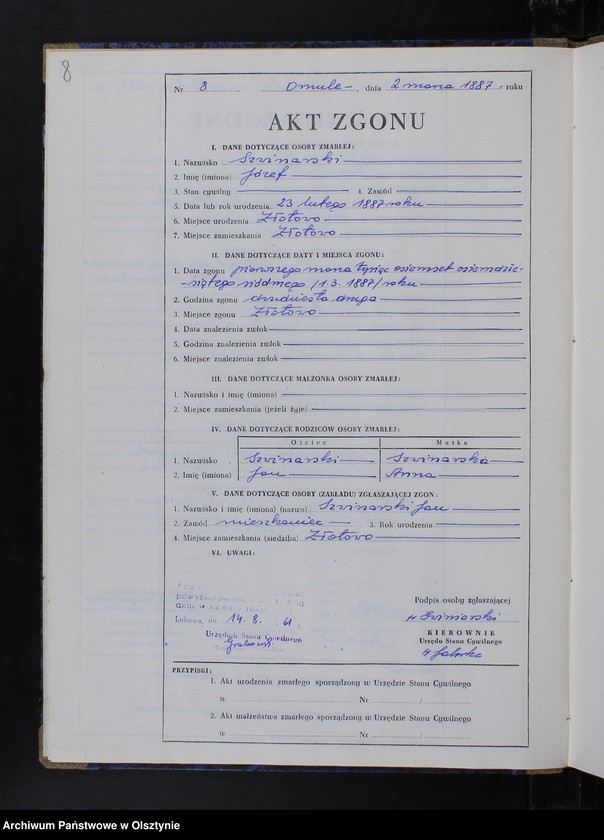 8
Nr 8 Omule -, dnia 2 marca 1887 - roku
AKT ZGONU
I. DANE DOTYCZĄCE OSOBY ZMARŁEJ:
1. Nazwisko Szwinarski
2. Imię (imiona) Józef
3. Stan cywilny 4. Zawód
5. Data lub rok urodzenia 23 lutego 1887 roku
6. Miejsce urodzenia Złotowo
7. Miejsce zamieszkania Złotowo
II. DANE DOTYCZĄCE DATY I MIEJSCA ZGONU:
1. Data zgonu pierwszego marca tysiąc osiemset osiemdzie-
-siątego siódmego /1.3.1887/ roku
2. Godzina zgonu dwudziesta druga
3. Miejsce zgonu Złotowo
4. Data znalezienia zwłok
5. Godzina znalezienia zwłok
6. Miejsce znalezienia zwłok
III. DANE DOTYCZĄCE MAŁŻONKA OSOBY ZMARŁEJ:
1. Nazwisko i imię (imiona)
2. Miejsce zamieszkania (jeżeli żyje)
IV. DANE DOTYCZĄCE RODZICÓW OSOBY ZMARŁEJ:
Ojciec Matka
1. Nazwisko Szwinarski Szwinarska
2. Imię (imiona) Jan Anna
V. DANE DOTYCZĄCE OSOBY (ZAKŁADU) ZGŁASZAJĄCEJ ZGON:
1. Nazwisko i imię (imiona) (nazwa) Szwinarski Jan
2. Zawód mieszkaniec 3. Rok urodzenia
4. Miejsce zamieszkania (siedziba) Złotowo
VI. UWAGI:
Lubawa, dn. 14. 8. 61 r.
Urzędnik Stanu Cywilnego
Podpis osoby zgłaszającej
KIEROWNIK
Urzędu Stanu Cywilnego
PRZYPISKI:
1. Akt urodzenia zmarłego sporządzony w Urzędzie Stanu Cywilnego
w Nr /
2. Akt małżeństwa zmarłego sporządzony w Urzędzie Stanu Cywilnego
w Nr /
Archiwum Państwowe w Olsztynie